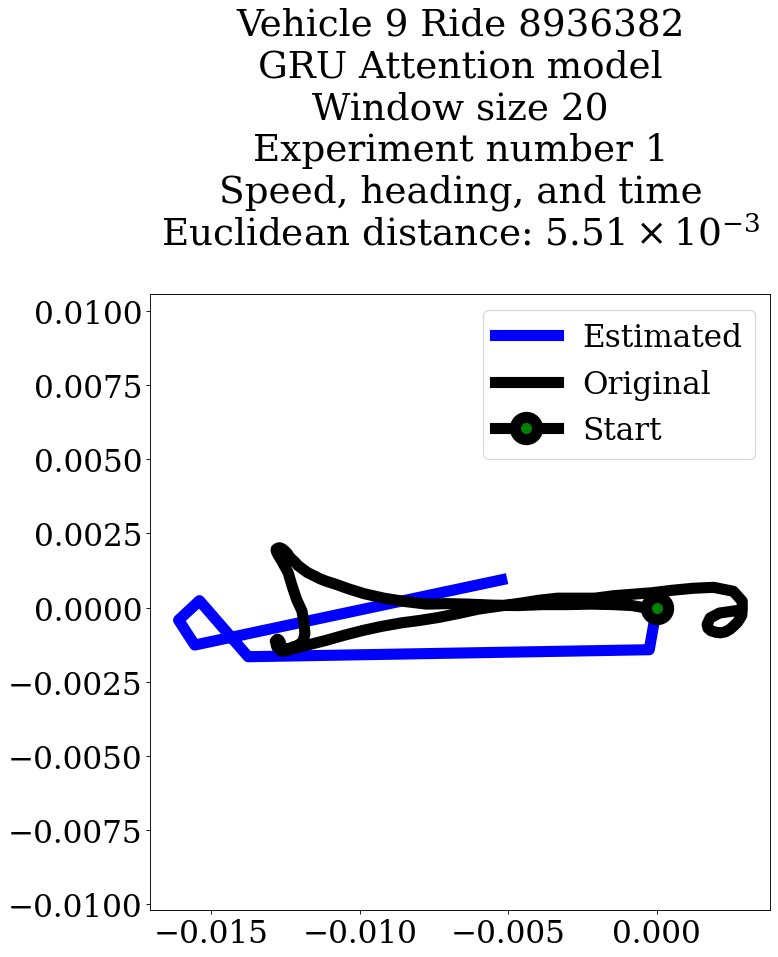 Vehicle 9 Ride 8936382
GRU Attention model
Window size 20
Experiment number 1
Speed, heading, and time
Euclidean distance: 5.51 × 10⁻³
0.0100
0.0075
0.0050
0.0025
0.0000
−0.0025
−0.0050
−0.0075
−0.0100
Estimated
Original
Start
−0.015
−0.010
−0.005
0.000